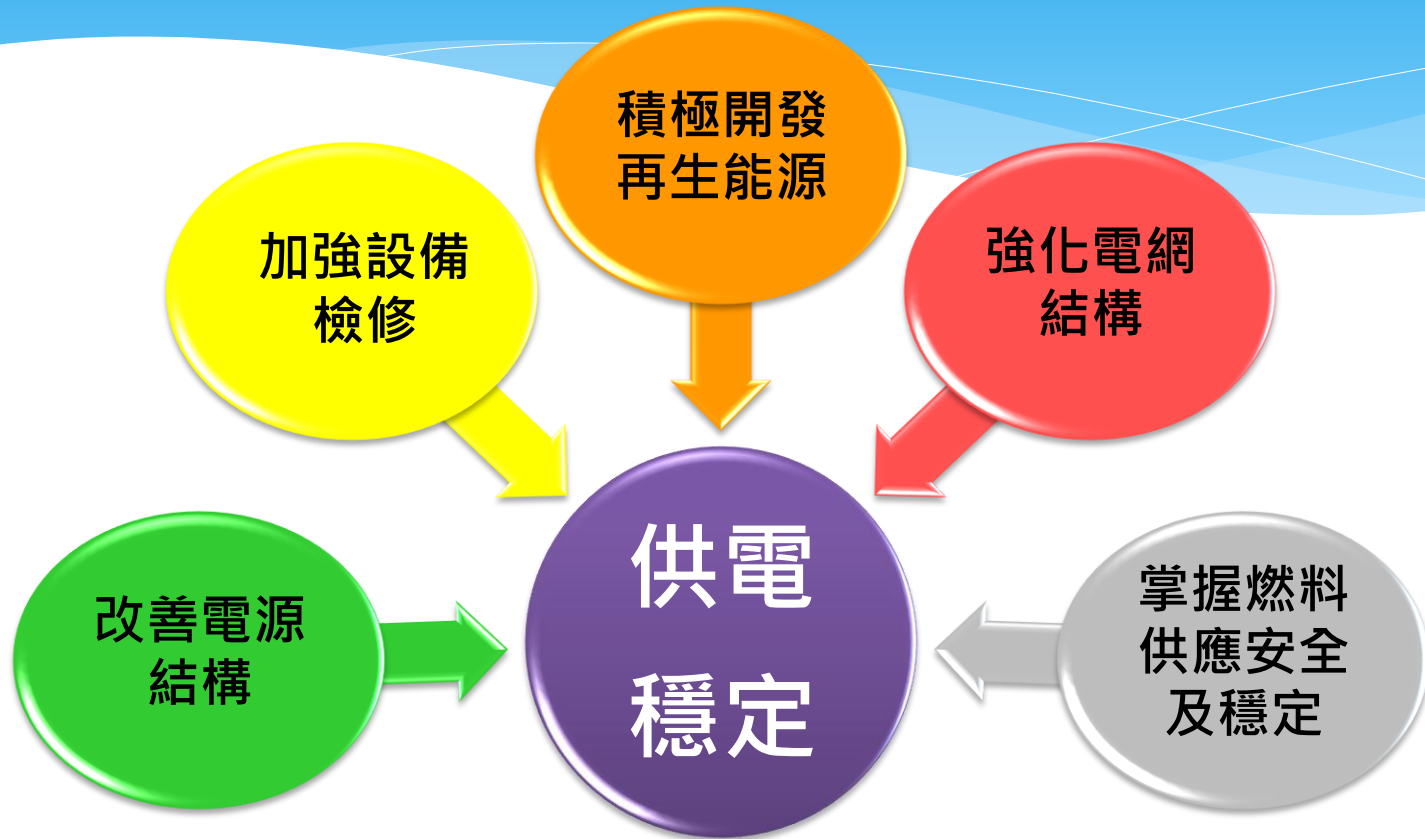 積極開發
再生能源
加強設備
檢修
強化電網
結構
改善電源
結構
供電
穩定
掌握燃料
供應安全
及穩定